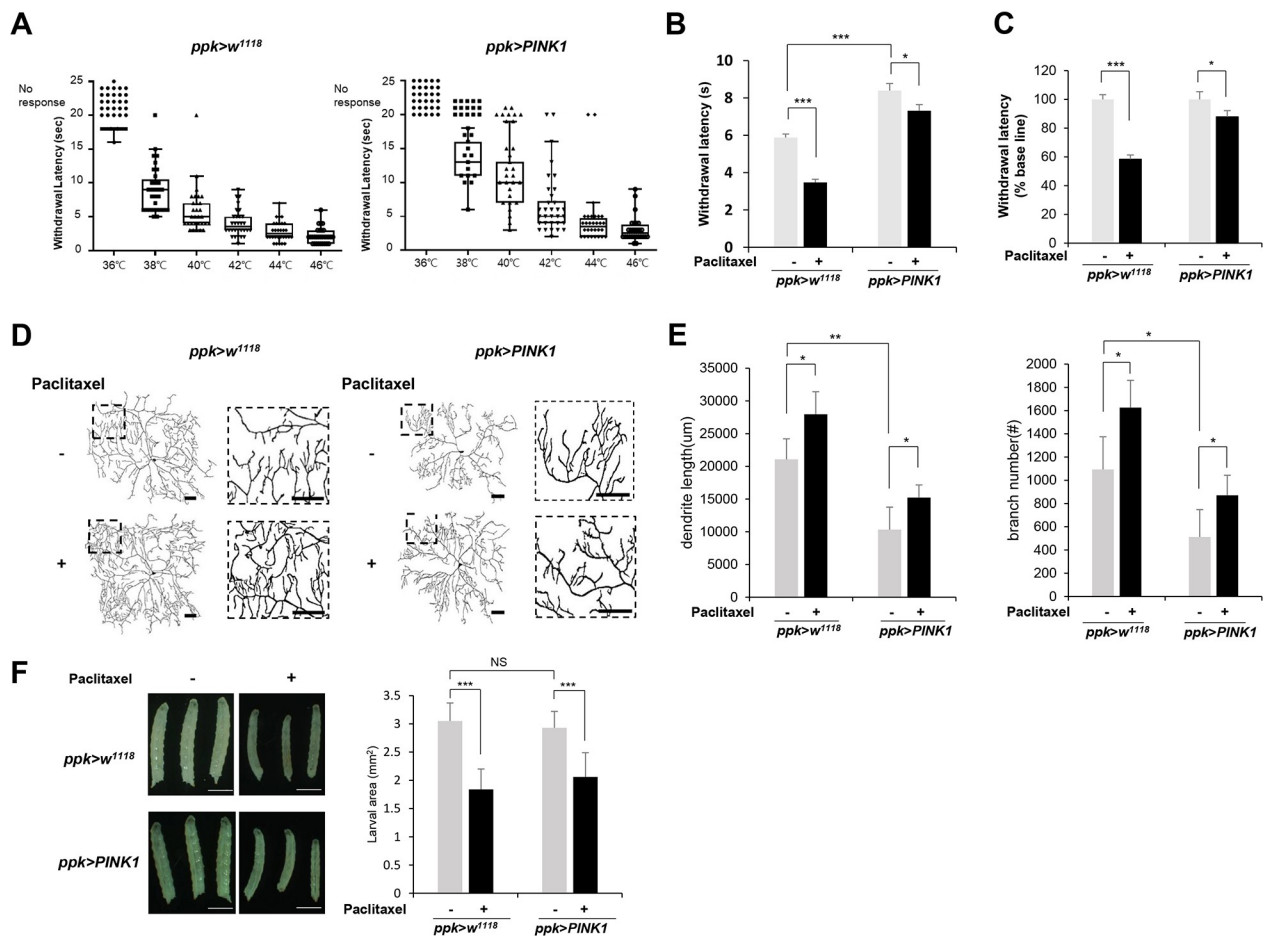 A
ppk>w1118
ppk>PINK1
No
response
Withdrawal Latency (sec)
25
20
15
10
5
0
36℃
38℃
40℃
42℃
44℃
46℃
No
response
Withdrawal Latency (sec)
25
20
15
10
5
0
36℃
38℃
40℃
42℃
44℃
46℃
B
Withdrawal latency (s)
10
8
6
4
2
0
***
***
*
Paclitaxel
-
+
-
+
ppk>w1118
ppk>PINK1
C
Withdrawal latency
(% base line)
120
100
80
60
40
20
0
***
*
Paclitaxel
-
+
-
+
ppk>w1118
ppk>PINK1
D
ppk>w1118
ppk>PINK1
Paclitaxel
Paclitaxel
-
-
+
+
E
dendrite length(um)
35000
30000
25000
20000
15000
10000
5000
0
**
*
*
Paclitaxel
-
+
-
+
ppk>w1118
ppk>PINK1
branch number(#)
2000
1800
1600
1400
1200
1000
800
600
400
200
0
*
*
*
Paclitaxel
-
+
-
+
ppk>w1118
ppk>PINK1
F
Paclitaxel
-
+
ppk>w1118
ppk>PINK1
Larval area (mm2)
3.5
3
2.5
2
1.5
1
0.5
0
NS
***
***
Paclitaxel
-
+
-
+
ppk>w1118
ppk>PINK1